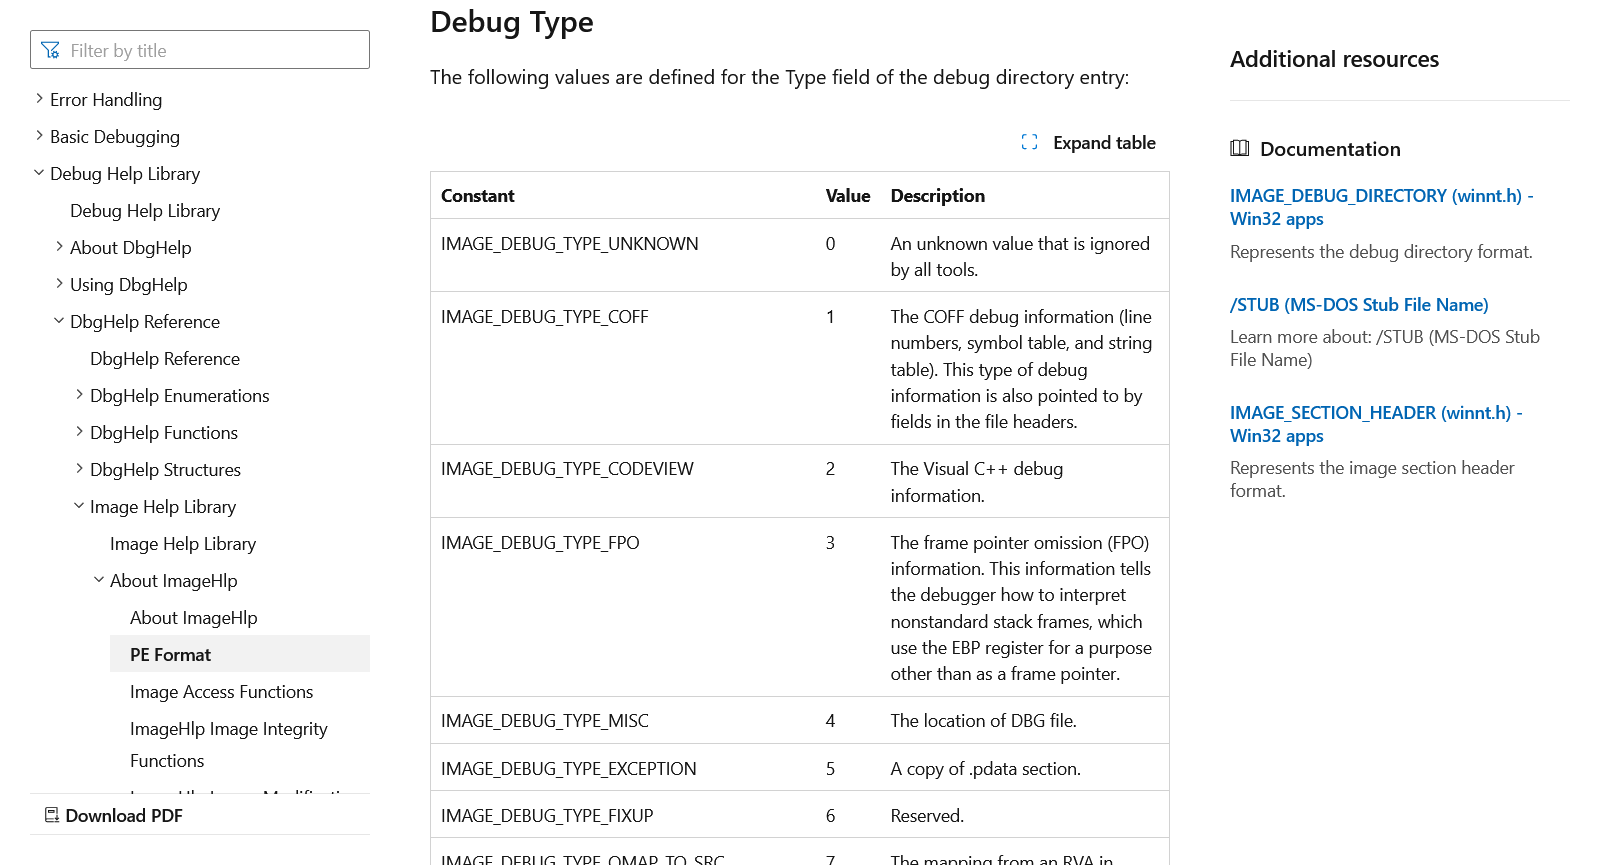 Filter by title
Error Handling
Basic Debugging
Debug Help Library
Debug Help Library
About DbgHelp
Using DbgHelp
DbgHelp Reference
DbgHelp Reference
DbgHelp Enumerations
DbgHelp Functions
DbgHelp Structures
Image Help Library
Image Help Library
About ImageHlp
About ImageHlp
PE Format
Image Access Functions
ImageHlp Image Integrity
Functions
Download PDF
Debug Type
The following values are defined for the Type field of the debug directory entry:
Expand table
Constant Value Description
IMAGE_DEBUG_TYPE_UNKNOWN 0 An unknown value that is ignored
by all tools.
IMAGE_DEBUG_TYPE_COFF 1 The COFF debug information (line
numbers, symbol table, and string
table). This type of debug
information is also pointed to by
fields in the file headers.
IMAGE_DEBUG_TYPE_CODEVIEW 2 The Visual C++ debug
information.
IMAGE_DEBUG_TYPE_FPO 3 The frame pointer omission (FPO)
information. This information tells
the debugger how to interpret
nonstandard stack frames, which
use the EBP register for a purpose
other than as a frame pointer.
IMAGE_DEBUG_TYPE_MISC 4 The location of DBG file.
IMAGE_DEBUG_TYPE_EXCEPTION 5 A copy of .pdata section.
IMAGE_DEBUG_TYPE_FIXUP 6 Reserved.
IMAGE_DEBUG_TYPE_OMAP_TO_SRC 7 The mapping from an RVA in
Additional resources
Documentation
IMAGE_DEBUG_DIRECTORY (winnt.h) -
Win32 apps
Represents the debug directory format.
/STUB (MS-DOS Stub File Name)
Learn more about: /STUB (MS-DOS Stub
File Name)
IMAGE_SECTION_HEADER (winnt.h) -
Win32 apps
Represents the image section header
format.